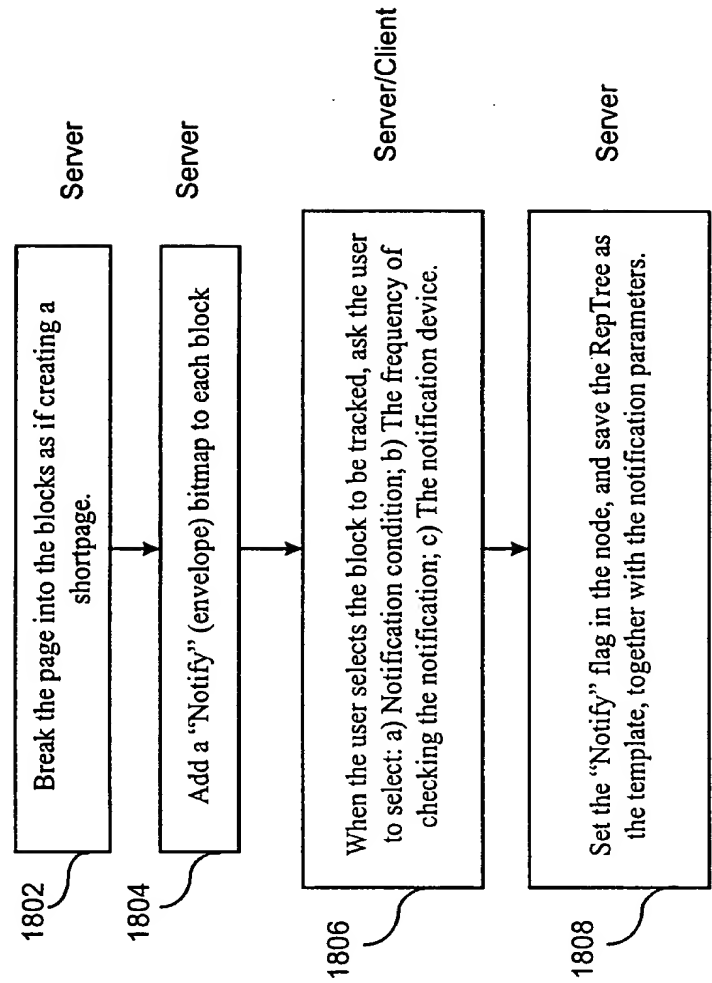 1802
Break the page into the blocks as if creating a
shortpage.
Server
1804
Add a “Notify” (envelope) bitmap to each block
Server
1806
When the user selects the block to be tracked, ask the user
to select: a) Notification condition; b) The frequency of
checking the notification; c) The notification device.
Server/Client
1808
Set the “Notify” flag in the node, and save the RepTree as
the template, together with the notification parameters.
Server